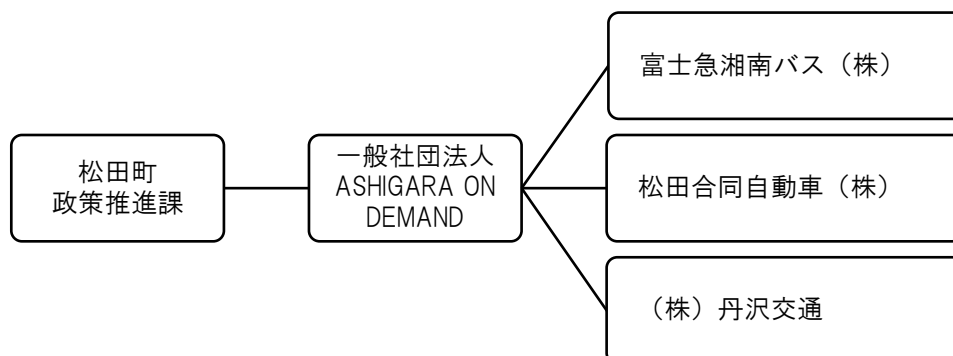 松田町
政策推進課
一般社団法人
ASHIGARA ON
DEMAND
富士急湘南バス（株）
松田合同自動車（株）
（株）丹沢交通